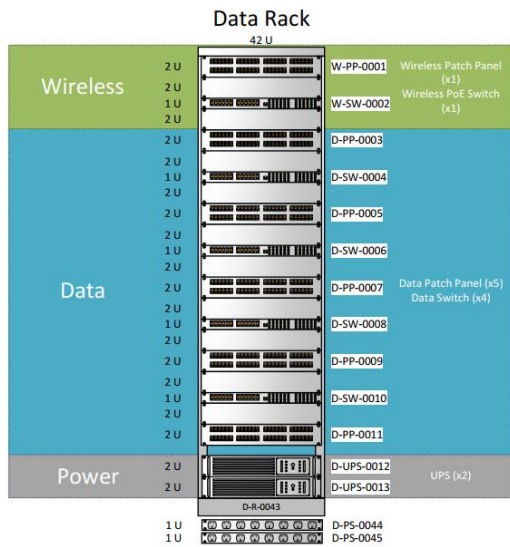 Data Rack
42 U
Wireless
2 U
W-PP-0001
Wireless Patch Panel
(x1)
2 U
1 U
W-SW-0002
Wireless PoE Switch
(x1)
2 U
Data
2 U
D-PP-0003
2 U
1 U
D-SW-0004
2 U
2 U
D-PP-0005
2 U
1 U
D-SW-0006
2 U
2 U
D-PP-0007
Data Patch Panel (x5)
Data Switch (x4)
2 U
1 U
D-SW-0008
2 U
2 U
D-PP-0009
2 U
1 U
D-SW-0010
2 U
2 U
D-PP-0011
Power
2 U
D-UPS-0012
UPS (x2)
2 U
D-UPS-0013
D-R-0043
1 U
D-PS-0044
1 U
D-PS-0045